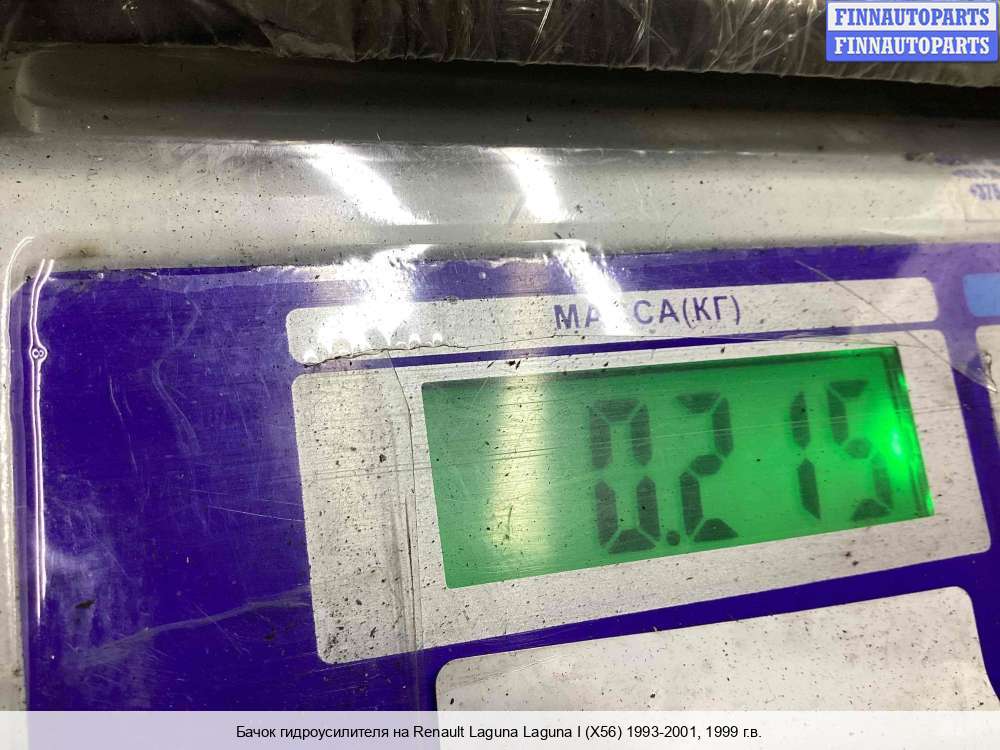 FINNAUTOPARTS
FINNAUTOPARTS
МАССА(КГ)
0.215
Бачок гидроусилителя на Renault Laguna Laguna I (X56) 1993-2001, 1999 г.в.